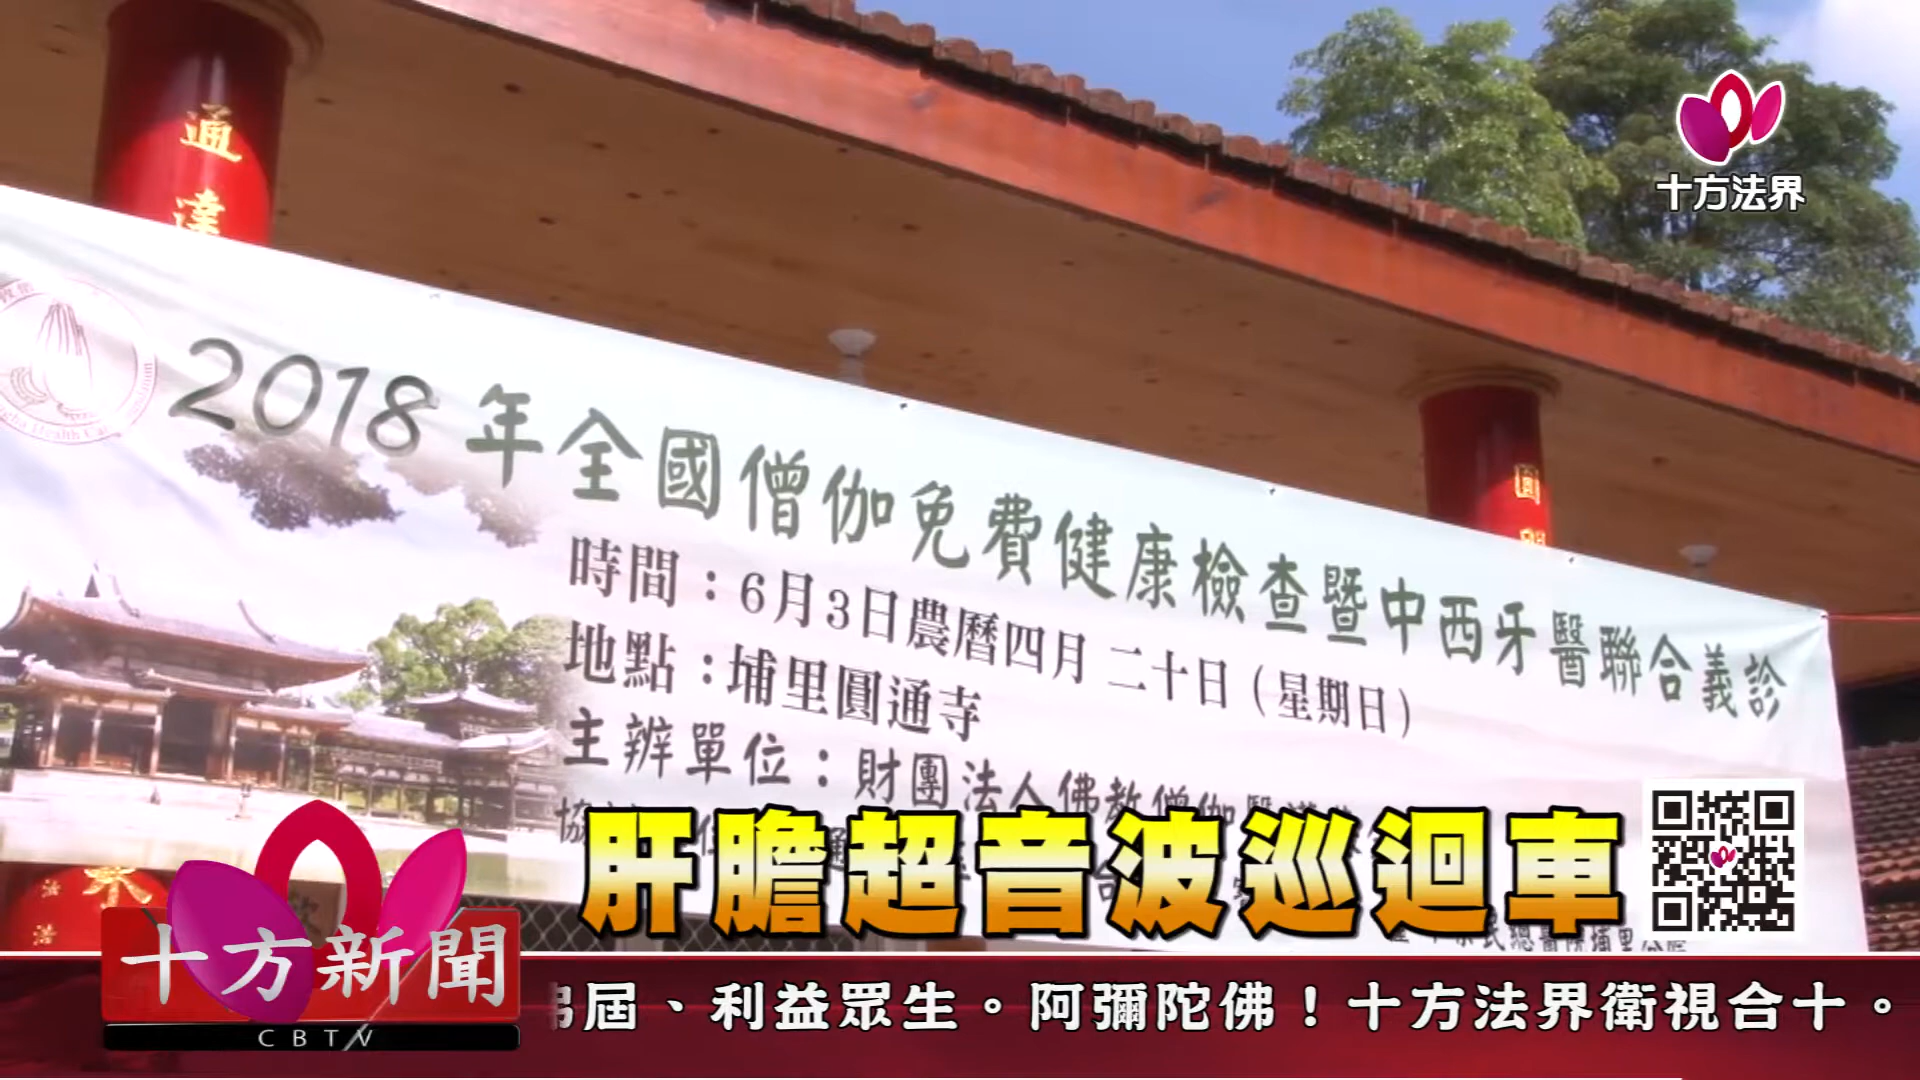 通達
十方法界
2018年全國僧伽免費健康檢查暨中西牙醫聯合義診
時間：6月3日農曆四月二十日（星期日）
地點：埔里圓通寺
主辦單位：財團法人佛教僧伽醫護
肝膽超音波巡迴車
十方新聞
CBTV
屆、利益眾生。阿彌陀佛！十方法界衛視合十。